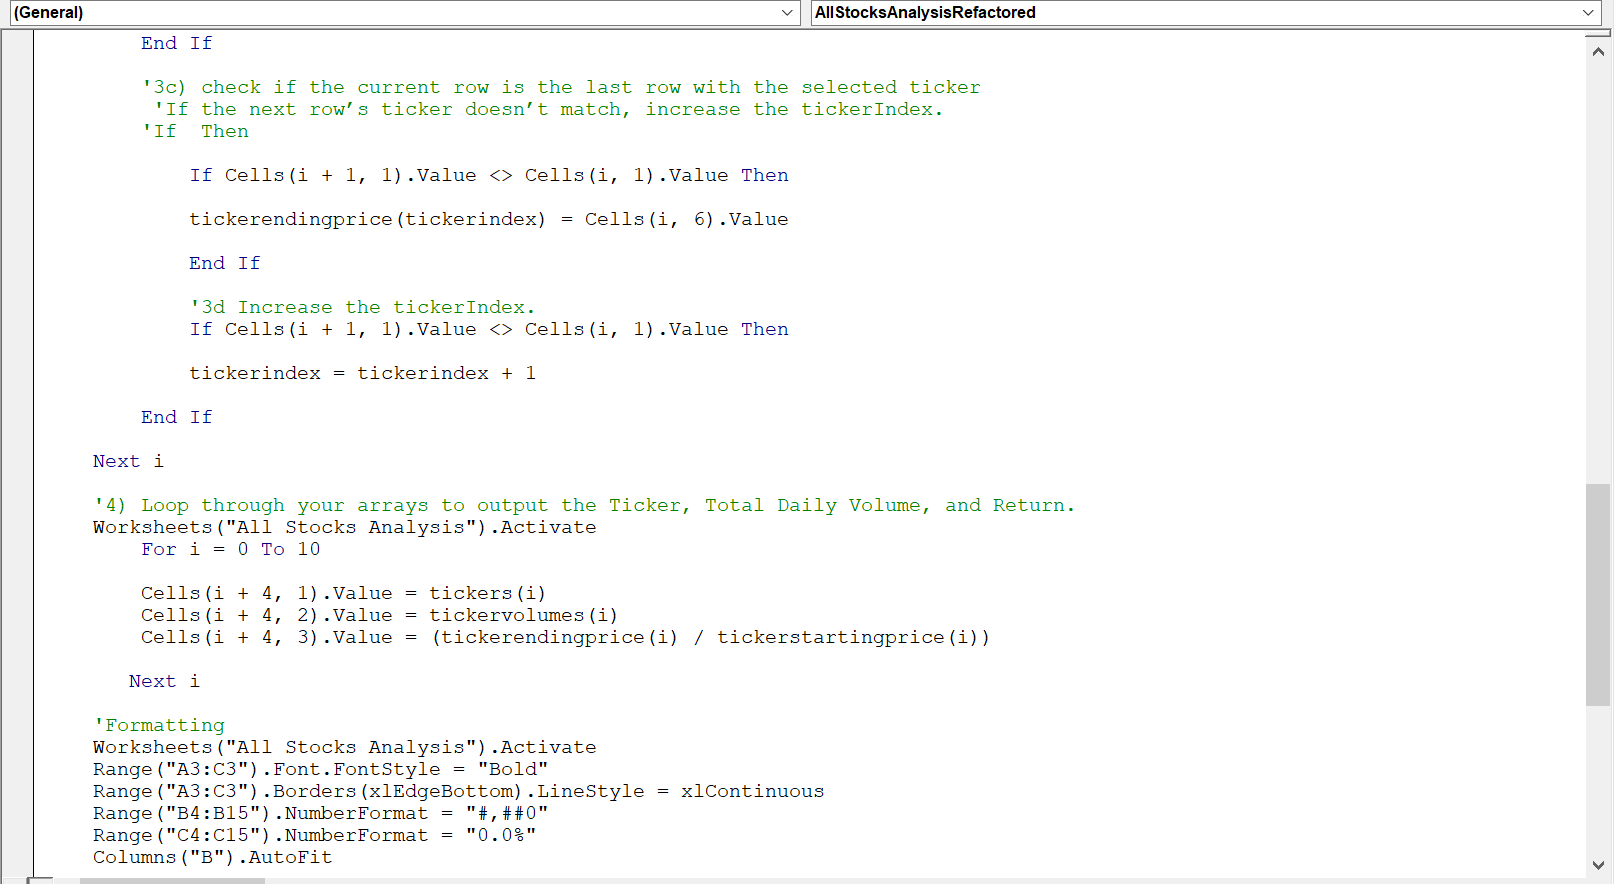 (General)
AllStocksAnalysisRefactored
End If
'3c) check if the current row is the last row with the selected ticker
'If the next row’s ticker doesn’t match, increase the tickerIndex.
'If  Then
If Cells(i + 1, 1).Value <> Cells(i, 1).Value Then
tickerendingprice(tickerindex) = Cells(i, 6).Value
End If
'3d Increase the tickerIndex.
If Cells(i + 1, 1).Value <> Cells(i, 1).Value Then
tickerindex = tickerindex + 1
End If
Next i
'4) Loop through your arrays to output the Ticker, Total Daily Volume, and Return.
Worksheets("All Stocks Analysis").Activate
For i = 0 To 10
Cells(i + 4, 1).Value = tickers(i)
Cells(i + 4, 2).Value = tickervolumes(i)
Cells(i + 4, 3).Value = (tickerendingprice(i) / tickerstartingprice(i))
Next i
'Formatting
Worksheets("All Stocks Analysis").Activate
Range("A3:C3").Font.FontStyle = "Bold"
Range("A3:C3").Borders(xlEdgeBottom).LineStyle = xlContinuous
Range("B4:B15").NumberFormat = "#,##0"
Range("C4:C15").NumberFormat = "0.0%"
Columns("B").AutoFit